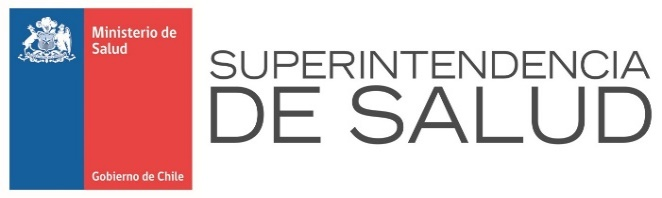 Ministerio de
Salud
Gobierno de Chile
SUPERINTENDENCIA
DE SALUD